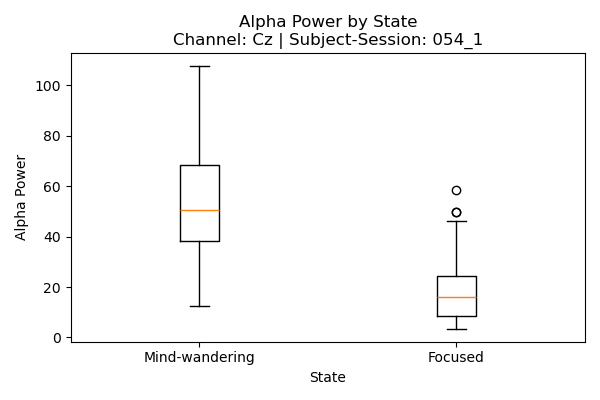 Alpha Power by State
Channel: Cz | Subject-Session: 054_1
100
80
60
40
20
0
Alpha Power
Mind-wandering
Focused
State